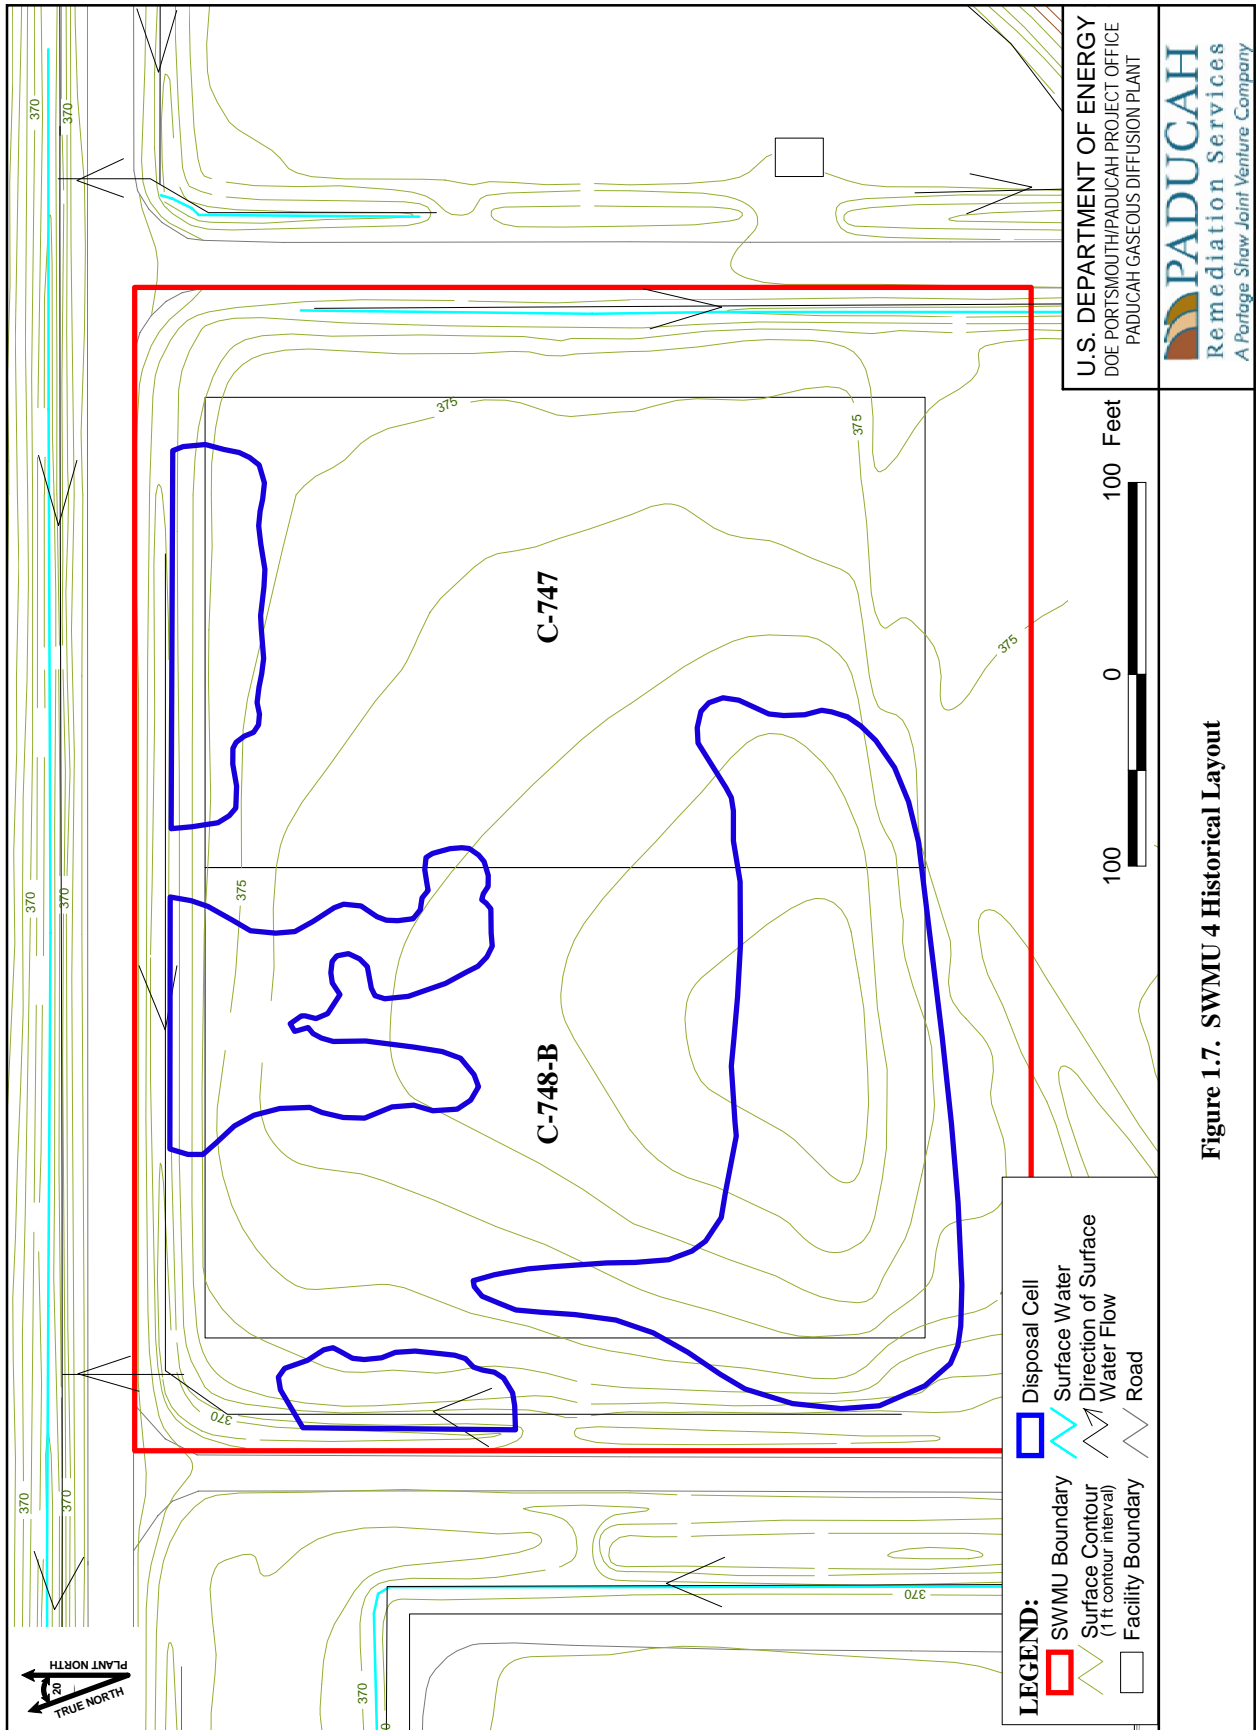 370
370
370
370
370
370
PLANT NORTH
20
TRUE NORTH
375
375
375
375
370
370
370
0
C-747
C-748-B
LEGEND:
SWMU Boundary
Surface Contour
(1 ft contour interval)
Facility Boundary
Disposal Cell
Surface Water
Direction of Surface
Water Flow
Road
100 0 100 Feet
U.S. DEPARTMENT OF ENERGY
DOE PORTSMOUTH/PADUCAH PROJECT OFFICE
PADUCAH GASEOUS DIFFUSION PLANT
PADUCAH
Remediation Services
A Portage Shaw Joint Venture Company
Figure 1.7. SWMU 4 Historical Layout